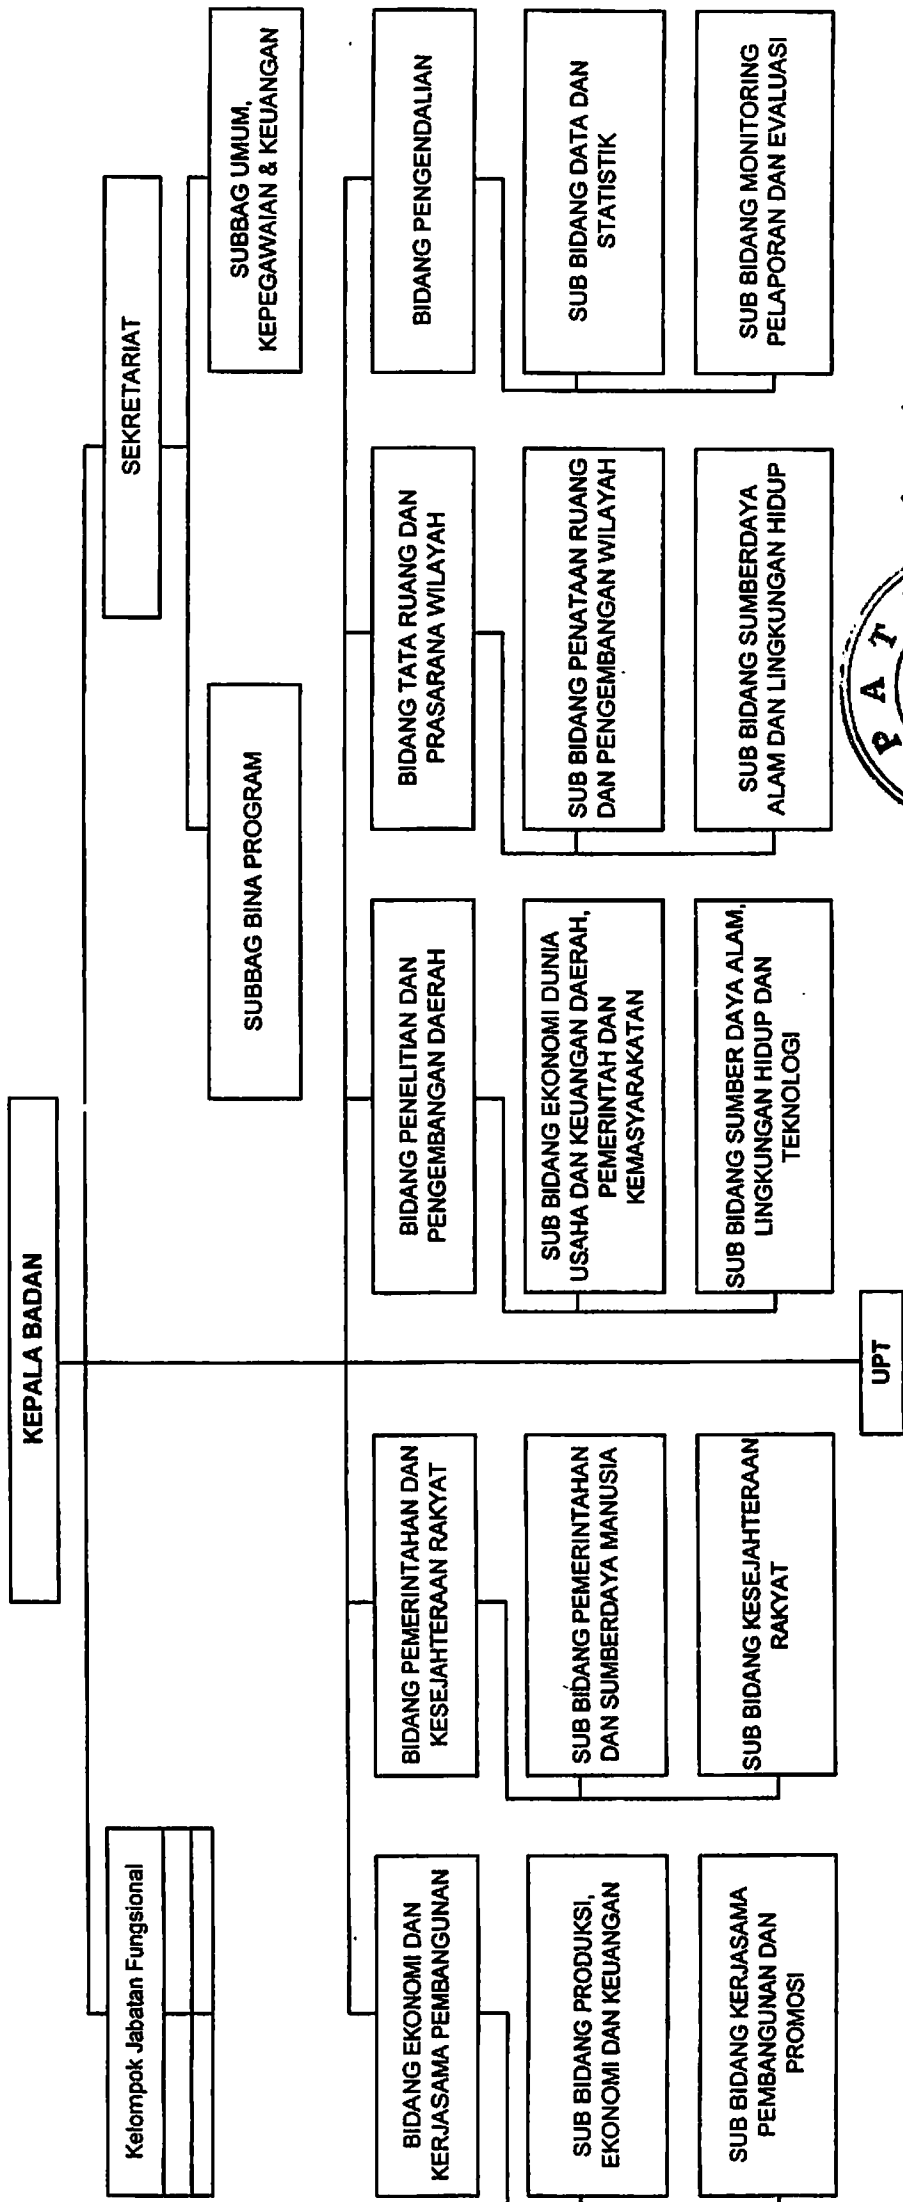 KEPALA BADAN
Kelompok Jabatan Fungsional
SEKRETARIAT
SUBBAG BINA PROGRAM
SUBBAG UMUM,
KEPEGAWAIAN & KEUANGAN
BIDANG EKONOMI DAN
KERJASAMA PEMBANGUNAN
SUB BIDANG PRODUKSI,
EKONOMI DAN KEUANGAN
SUB BIDANG KERJASAMA
PEMBANGUNAN DAN
PROMOSI
BIDANG PEMERINTAHAN DAN
KESEJAHTERAAN RAKYAT
SUB BIDANG PEMERINTAHAN
DAN SUMBERDAYA MANUSIA
SUB BIDANG KESEJAHTERAAN
RAKYAT
BIDANG PENELITIAN DAN
PENGEMBANGAN DAERAH
SUB BIDANG EKONOMI DUNIA
USAHA DAN KEUANGAN DAERAH,
PEMERINTAH DAN
KEMASYARAKATAN
SUB BIDANG SUMBER DAYA ALAM,
LINGKUNGAN HIDUP DAN
TEKNOLOGI
BIDANG TATA RUANG DAN
PRASARANA WILAYAH
SUB BIDANG PENATAAN RUANG
DAN PENGEMBANGAN WILAYAH
SUB BIDANG SUMBERDAYA
ALAM DAN LINGKUNGAN HIDUP
BIDANG PENGENDALIAN
SUB BIDANG DATA DAN
STATISTIK
SUB BIDANG MONITORING
PELAPORAN DAN EVALUASI
UPT
PAT